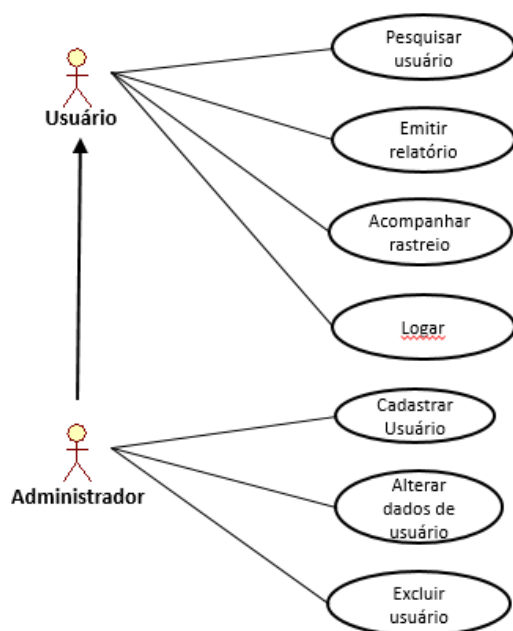 Pesquisar
usuário
Usuário
Emitir
relatório
Acompanhar
rastreio
Logar
Cadastrar
Usuário
Administrador
Alterar
dados de
usuário
Excluir
usuário